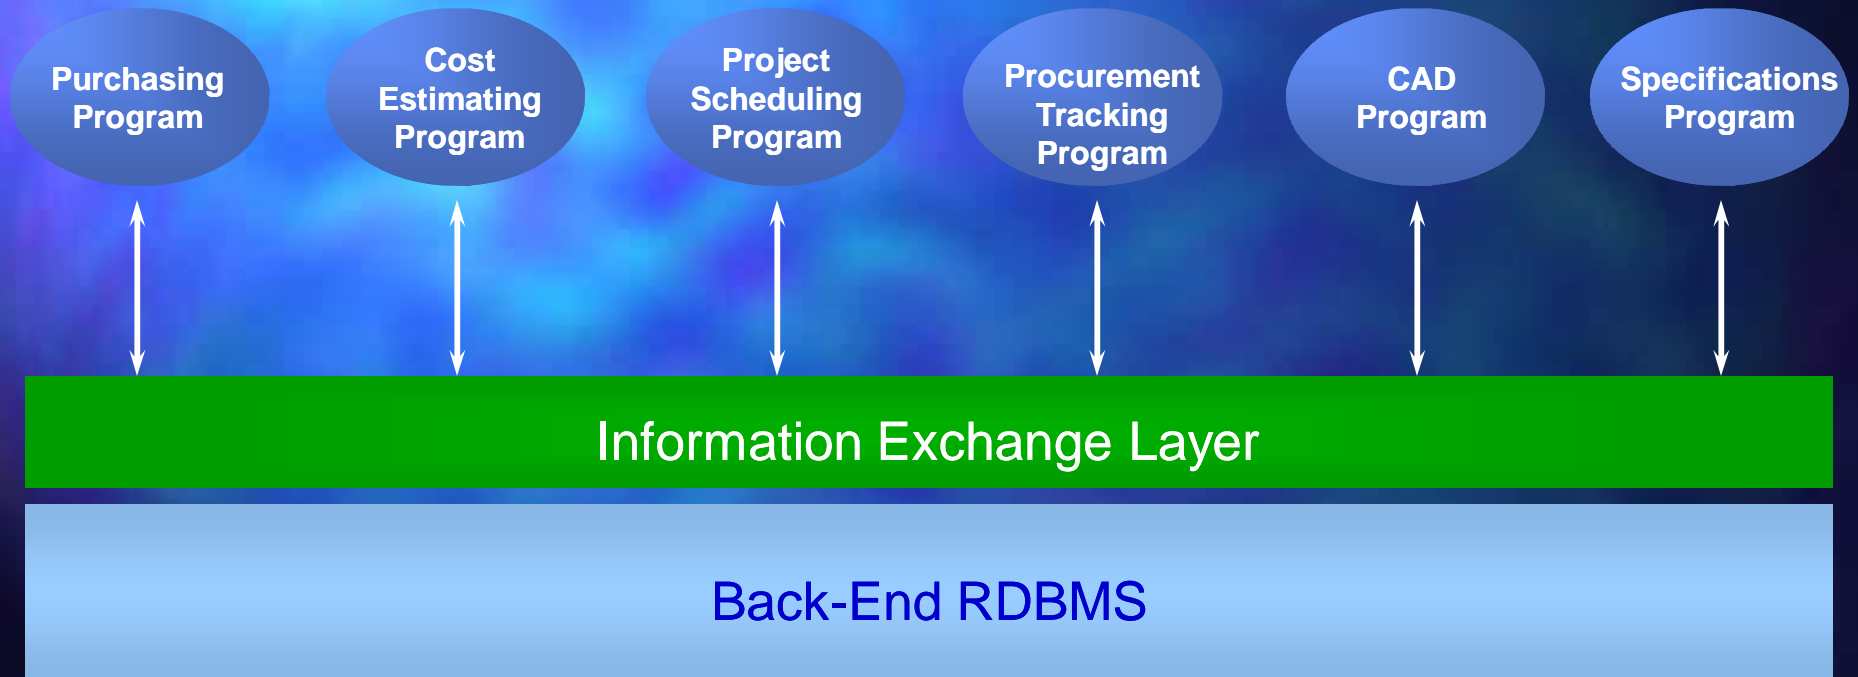 Purchasing
Program
Cost
Estimating
Program
Project
Scheduling
Program
Procurement
Tracking
Program
CAD
Program
Specifications
Program
Information Exchange Layer
Back-End RDBMS